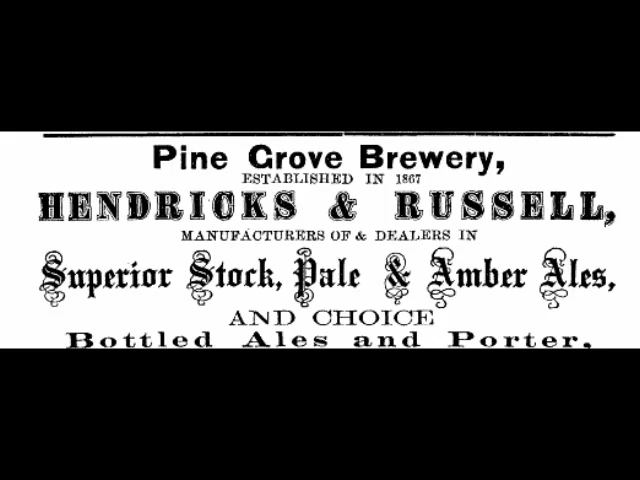 Pine Grove Brewery,
ESTABLISHED IN 1867
HENDRICKS & RUSSELL,
MANUFACTURERS OF & DEALERS IN
Superior Stock, Pale & Amber Ales,
AND CHOICE
Bottled Ales and Porter.